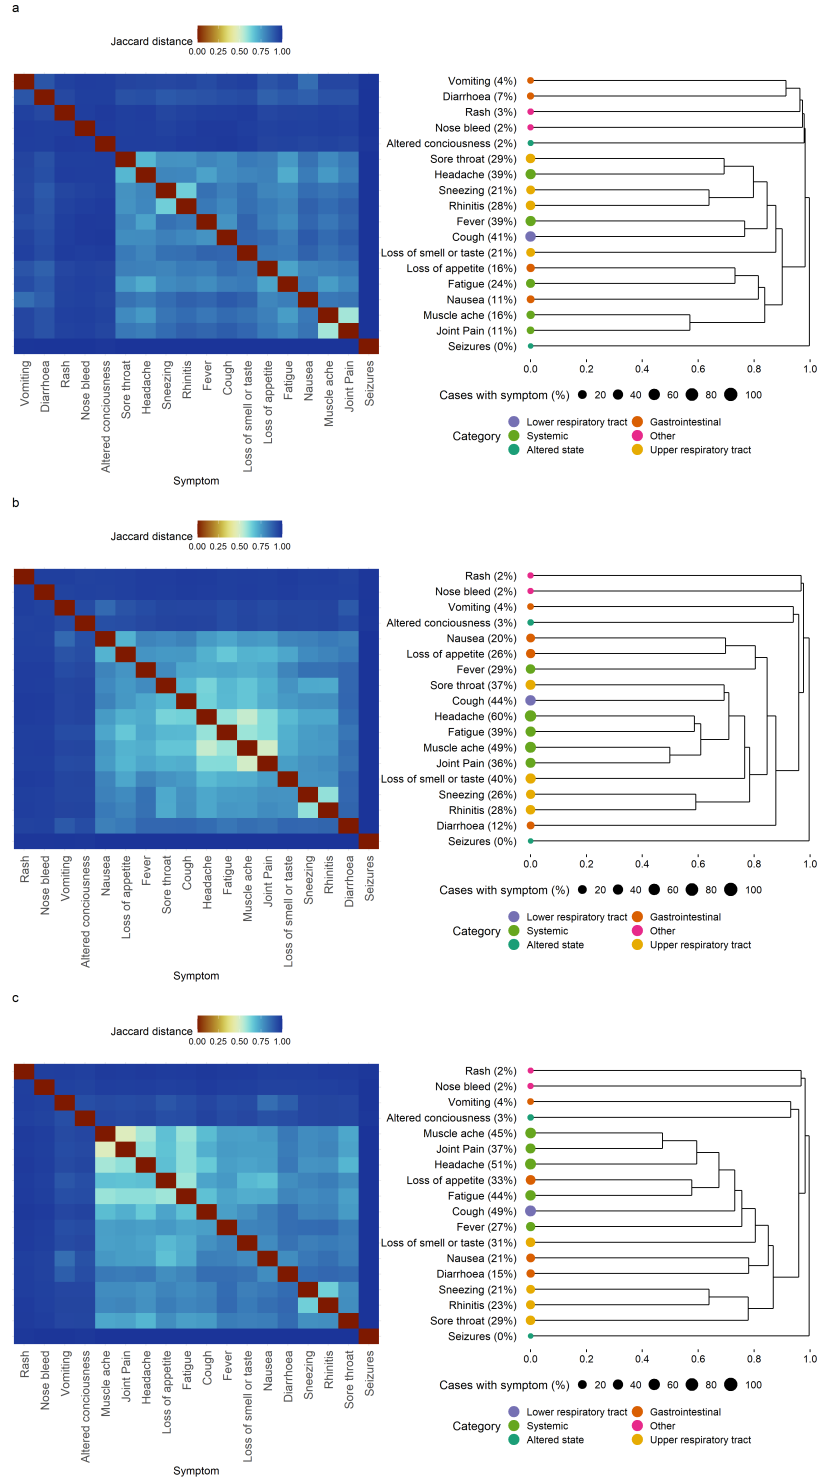 a
Jaccard distance
0.00 0.25 0.50 0.75 1.00
Vomiting
Diarrhoea
Rash
Nose bleed
Altered conciousness
Sore throat
Headache
Sneezing
Rhinitis
Fever
Cough
Loss of smell or taste
Loss of appetite
Fatigue
Nausea
Muscle ache
Joint Pain
Seizures
Symptom
Vomiting (4%)
Diarrhoea (7%)
Rash (3%)
Nose bleed (2%)
Altered conciousness (2%)
Sore throat (29%)
Headache (39%)
Sneezing (21%)
Rhinitis (28%)
Fever (39%)
Cough (41%)
Loss of smell or taste (21%)
Loss of appetite (16%)
Fatigue (24%)
Nausea (11%)
Muscle ache (16%)
Joint Pain (11%)
Seizures (0%)
0.0 0.2 0.4 0.6 0.8 1.0
Cases with symptom (%) 20 40 60 80 100
Category
Lower respiratory tract
Systemic
Altered state
Gastrointestinal
Other
Upper respiratory tract
b
Jaccard distance
0.00 0.25 0.50 0.75 1.00
Rash
Nose bleed
Vomiting
Altered conciousness
Nausea
Loss of appetite
Fever
Sore throat
Cough
Headache
Fatigue
Muscle ache
Joint Pain
Loss of smell or taste
Sneezing
Rhinitis
Diarrhoea
Seizures
Symptom
Rash (2%)
Nose bleed (2%)
Vomiting (4%)
Altered conciousness (3%)
Nausea (20%)
Loss of appetite (26%)
Fever (29%)
Sore throat (37%)
Cough (44%)
Headache (60%)
Fatigue (39%)
Muscle ache (49%)
Joint Pain (36%)
Loss of smell or taste (40%)
Sneezing (26%)
Rhinitis (28%)
Diarrhoea (12%)
Seizures (0%)
0.0 0.2 0.4 0.6 0.8 1.0
Cases with symptom (%) 20 40 60 80 100
Category
Lower respiratory tract
Systemic
Altered state
Gastrointestinal
Other
Upper respiratory tract
c
Jaccard distance
0.00 0.25 0.50 0.75 1.00
Rash
Nose bleed
Vomiting
Altered conciousness
Muscle ache
Joint Pain
Headache
Loss of appetite
Fatigue
Cough
Fever
Loss of smell or taste
Nausea
Diarrhoea
Sneezing
Rhinitis
Sore throat
Seizures
Symptom
Rash (2%)
Nose bleed (2%)
Vomiting (4%)
Altered conciousness (3%)
Muscle ache (45%)
Joint Pain (37%)
Headache (51%)
Loss of appetite (33%)
Fatigue (44%)
Cough (49%)
Fever (27%)
Loss of smell or taste (31%)
Nausea (21%)
Diarrhoea (15%)
Sneezing (21%)
Rhinitis (23%)
Sore throat (29%)
Seizures (0%)
0.0 0.2 0.4 0.6 0.8 1.0
Cases with symptom (%) 20 40 60 80 100
Category
Lower respiratory tract
Systemic
Altered state
Gastrointestinal
Other
Upper respiratory tract